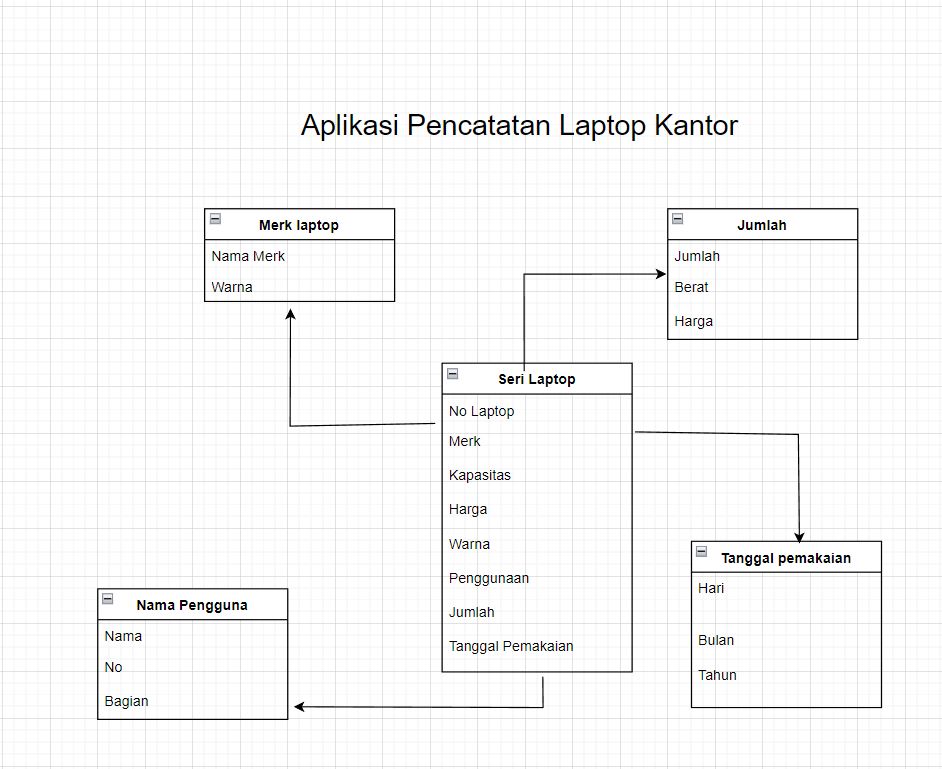 Aplikasi Pencatatan Laptop Kantor
Merk laptop
Nama Merk
Warna
Jumlah
Jumlah
Berat
Harga
Seri Laptop
No Laptop
Merk
Kapasitas
Harga
Warna
Penggunaan
Jumlah
Tanggal Pemakaian
Tanggal pemakaian
Hari
Bulan
Tahun
Nama Pengguna
Nama
No
Bagian